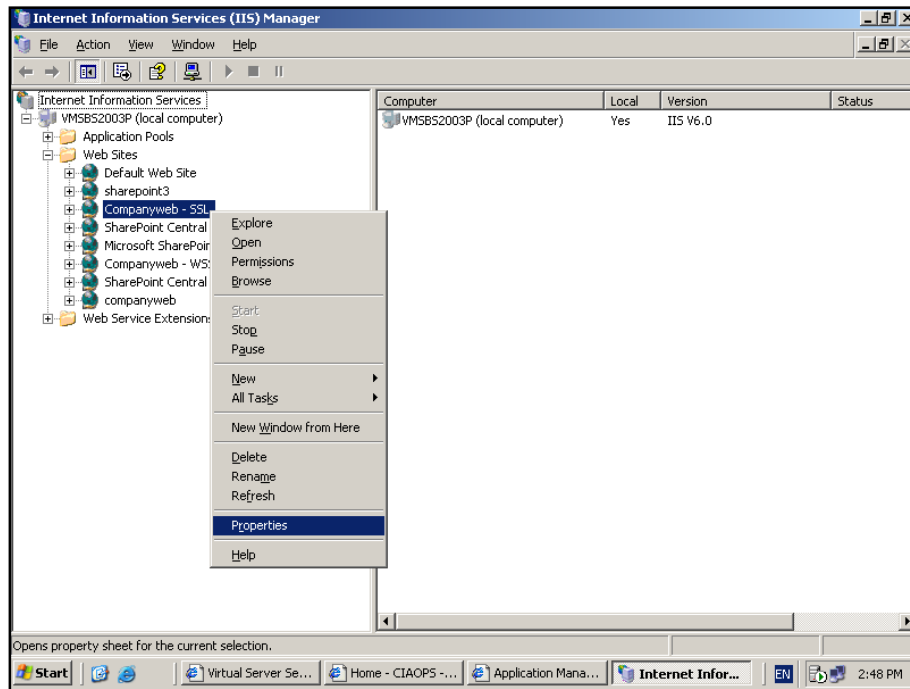 Internet Information Services (IIS) Manager
File Action View Window Help
Internet Information Services
VMSBS2003P (local computer)
Application Pools
Web Sites
Default Web Site
sharepoint3
Companyweb - SSL
SharePoint Central
Microsoft SharePoin
Companyweb - WS
SharePoint Central
companyweb
Web Service Extension
Explore
Open
Permissions
Browse
Start
Stop
Pause
New
All Tasks
New Window from Here
Delete
Rename
Refresh
Properties
Help
Computer Local Version Status
VMSBS2003P (local computer) Yes IIS V6.0
Opens property sheet for the current selection.
Start Virtual Server Se... Home - CIAOPS -... Application Mana... Internet Infor... EN 2:48 PM